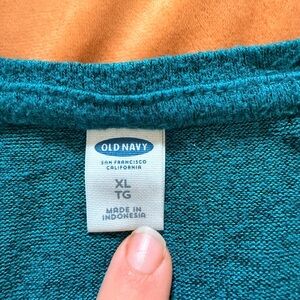 OLD NAVY
SAN FRANCISCO
CALIFORNIA
XL
TG
MADE IN
INDONESIA